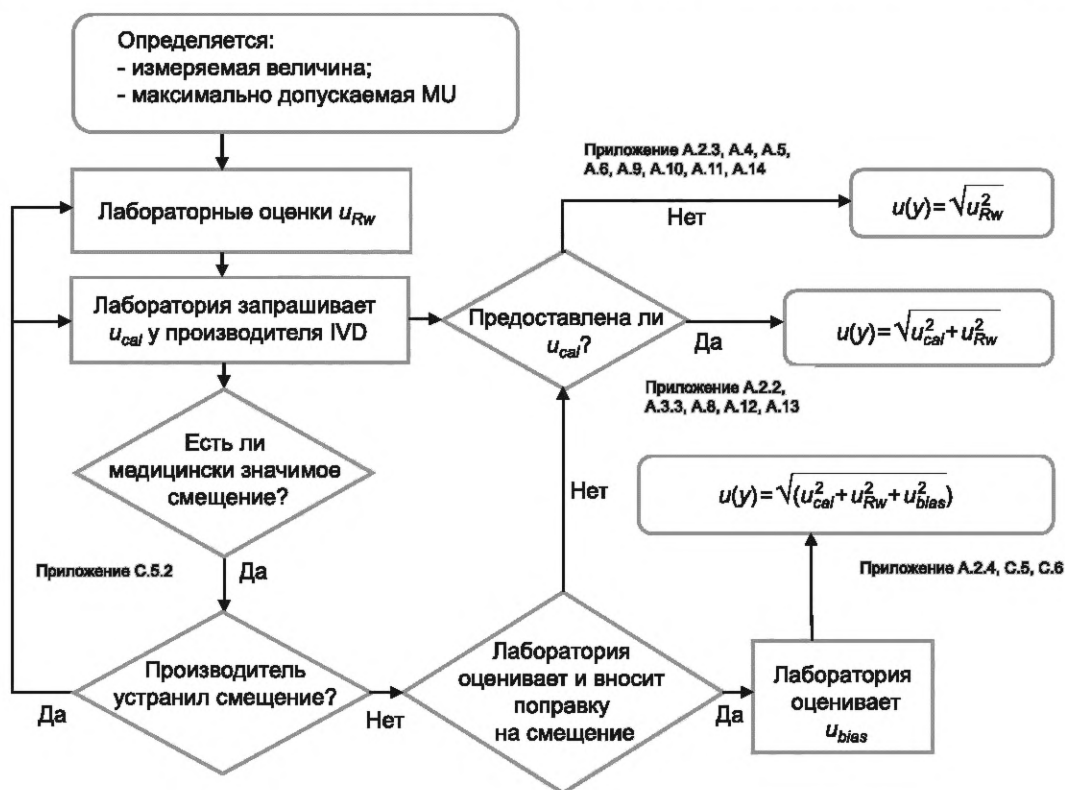 Определяется:
- измеряемая величина;
- максимально допускаемая MU
Лабораторные оценки u_Rw
Лаборатория запрашивает
u_cal у производителя IVD
Есть ли
медицински значимое
смещение?
Приложение С.5.2
Да
Производитель
устранил смещение?
Да
Нет
Лаборатория
оценивает и вносит
поправку
на смещение
Нет
Да
Предоставлена ли
u_cal?
Приложение А.2.3, А.4, А.5,
А.6, А.9, А.10, А.11, А.14
Нет
u(y) = √u²_Rw
Да
u(y) = √u²_cal + u²_Rw
Приложение А.2.2,
А.3.3, А.8, А.12, А.13
u(y) = √(u²_cal + u²_Rw + u²_bias)
Приложение А.2.4, С.5, С.6
Лаборатория
оценивает
u_bias